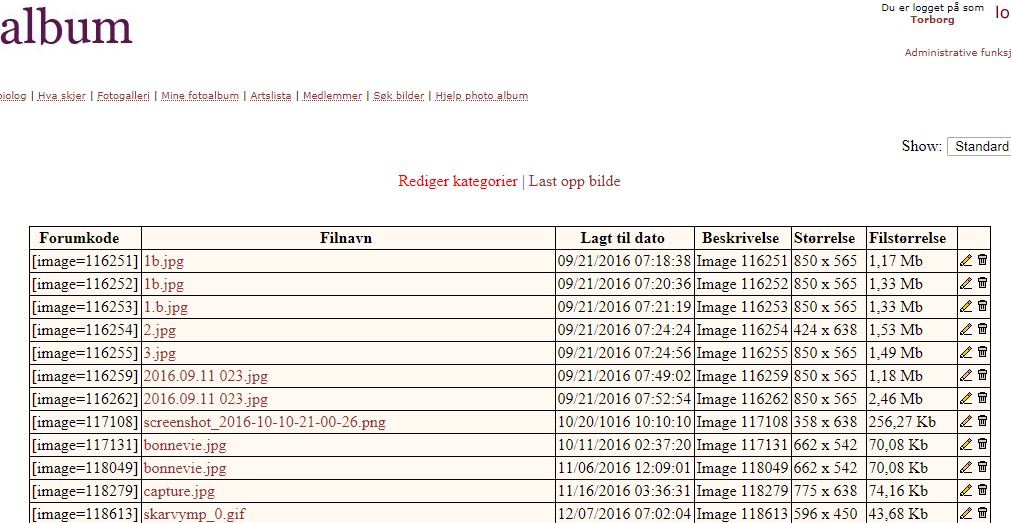 album
Du er logget på som
Torborg
lo
Administrative funksj
biolog | Hva skjer | Fotogalleri | Mine fotoalbum | Artslista | Medlemmer | Søk bilder | Hjelp photo album
Show: Standard
Rediger kategorier | Last opp bilde
Forumkode Filnavn Lagt til dato Beskrivelse Størrelse Filstørrelse
[image=116251] 1b.jpg 09/21/2016 07:18:38 Image 116251 850 x 565 1,17 Mb
[image=116252] 1b.jpg 09/21/2016 07:20:36 Image 116252 850 x 565 1,33 Mb
[image=116253] 1.b.jpg 09/21/2016 07:21:19 Image 116253 850 x 565 1,33 Mb
[image=116254] 2.jpg 09/21/2016 07:24:24 Image 116254 424 x 638 1,53 Mb
[image=116255] 3.jpg 09/21/2016 07:24:56 Image 116255 850 x 565 1,49 Mb
[image=116259] 2016.09.11 023.jpg 09/21/2016 07:49:02 Image 116259 850 x 565 1,18 Mb
[image=116262] 2016.09.11 023.jpg 09/21/2016 07:52:54 Image 116262 850 x 565 2,46 Mb
[image=117108] screenshot_2016-10-10-21-00-26.png 10/20/1016 10:10:10 Image 117108 358 x 638 256,27 Kb
[image=117131] bonnevie.jpg 10/11/2016 02:37:20 Image 117131 662 x 542 70,08 Kb
[image=118049] bonnevie.jpg 11/06/2016 12:09:01 Image 118049 662 x 542 70,08 Kb
[image=118279] capture.jpg 11/16/2016 03:36:31 Image 118279 775 x 638 74,16 Kb
[image=118613] skarvymp_0.gif 12/07/2016 07:02:04 Image 118613 596 x 450 43,68 Kb